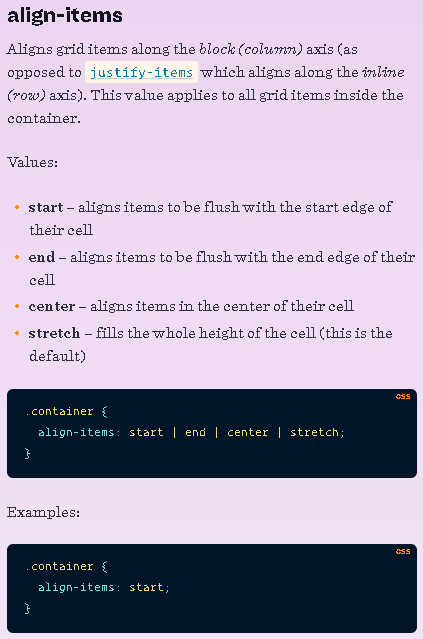 align-items
Aligns grid items along the block (column) axis (as
opposed to justify-items which aligns along the inline
(row) axis). This value applies to all grid items inside the
container.
Values:
• start – aligns items to be flush with the start edge of
their cell
• end – aligns items to be flush with the end edge of their
cell
• center – aligns items in the center of their cell
• stretch – fills the whole height of the cell (this is the
default)
css
.container {
  align-items: start | end | center | stretch;
}
Examples:
css
.container {
  align-items: start;
}